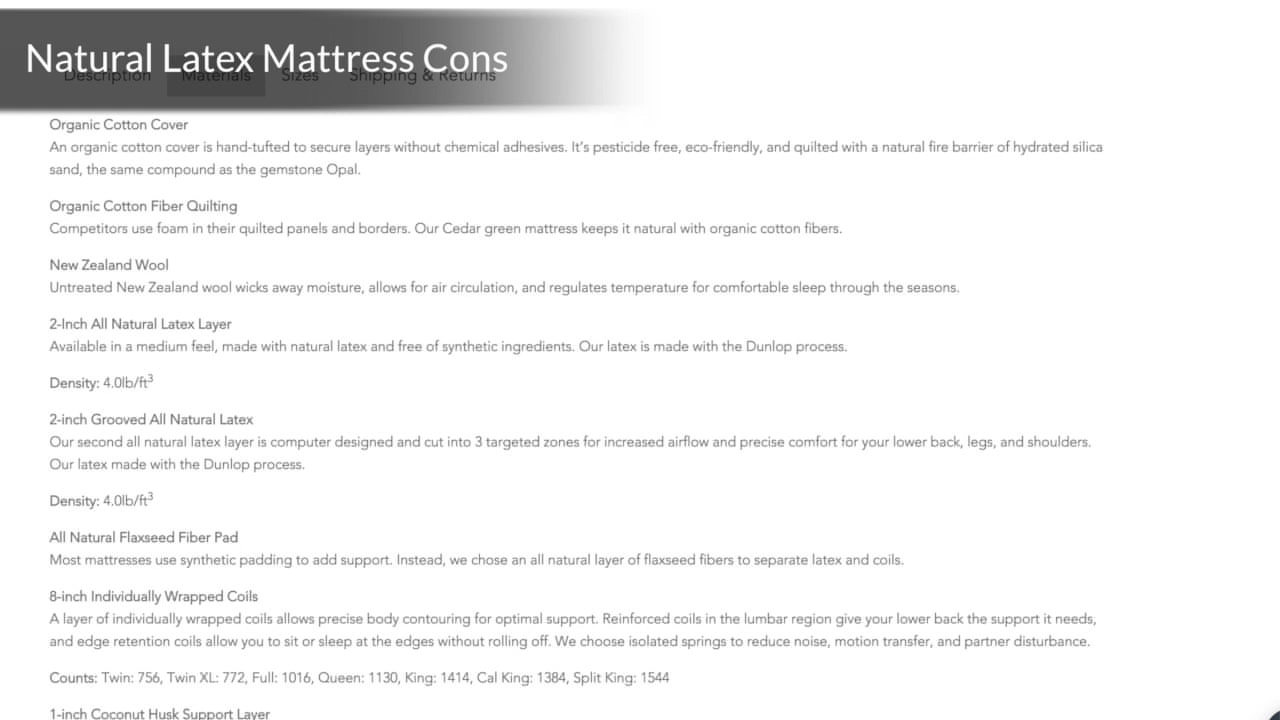 Natural Latex Mattress Cons
Description Materials Sizes Shipping & Returns
Organic Cotton Cover
An organic cotton cover is hand-tufted to secure layers without chemical adhesives. It's pesticide free, eco-friendly, and quilted with a natural fire barrier of hydrated silica
sand, the same compound as the gemstone Opal.
Organic Cotton Fiber Quilting
Competitors use foam in their quilted panels and borders. Our Cedar green mattress keeps it natural with organic cotton fibers.
New Zealand Wool
Untreated New Zealand wool wicks away moisture, allows for air circulation, and regulates temperature for comfortable sleep through the seasons.
2-Inch All Natural Latex Layer
Available in a medium feel, made with natural latex and free of synthetic ingredients. Our latex is made with the Dunlop process.
Density: 4.0lb/ft³
2-inch Grooved All Natural Latex
Our second all natural latex layer is computer designed and cut into 3 targeted zones for increased airflow and precise comfort for your lower back, legs, and shoulders.
Our latex made with the Dunlop process.
Density: 4.0lb/ft³
All Natural Flaxseed Fiber Pad
Most mattresses use synthetic padding to add support. Instead, we chose an all natural layer of flaxseed fibers to separate latex and coils.
8-inch Individually Wrapped Coils
A layer of individually wrapped coils allows precise body contouring for optimal support. Reinforced coils in the lumbar region give your lower back the support it needs,
and edge retention coils allow you to sit or sleep at the edges without rolling off. We choose isolated springs to reduce noise, motion transfer, and partner disturbance.
Counts: Twin: 756, Twin XL: 772, Full: 1016, Queen: 1130, King: 1414, Cal King: 1384, Split King: 1544
1-inch Coconut Husk Support Layer